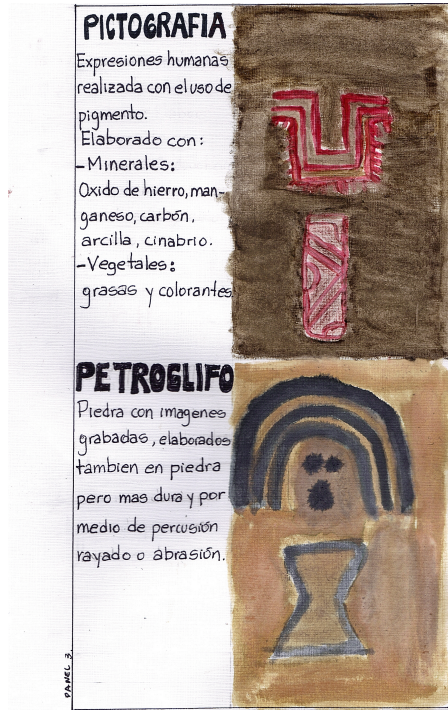 PICTOGRAFIA
Expresiones humanas
realizada con el uso de
pigmento.
Elaborado con:
-Minerales:
Oxido de hierro, man-
ganeso, carbón,
arcilla, cinabrio.
-Vegetales:
grasas y colorantes.
PETROGLIFO
Piedra con imagenes
grabadas, elaborados
tambien en piedra
pero mas dura y por
medio de percusión
rayado o abrasión.
PANEL 3.